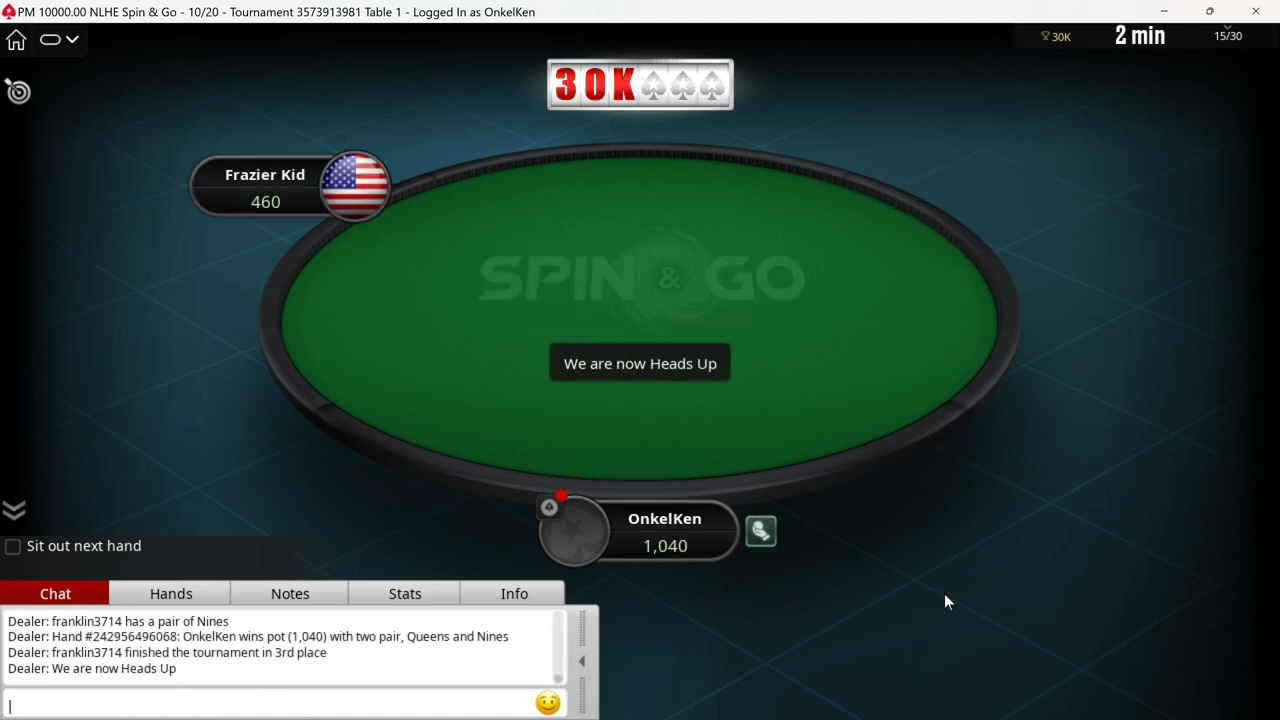 PM 10000.00 NLHE Spin & Go - 10/20 - Tournament 3573913981 Table 1 - Logged In as OnkelKen
30K
2 min
15/30
30K
Frazier Kid
460
SPIN & GO
We are now Heads Up
OnkelKen
1,040
Sit out next hand
Chat
Hands
Notes
Stats
Info
Dealer: franklin3714 has a pair of Nines
Dealer: Hand #242956496068: OnkelKen wins pot (1,040) with two pair, Queens and Nines
Dealer: franklin3714 finished the tournament in 3rd place
Dealer: We are now Heads Up